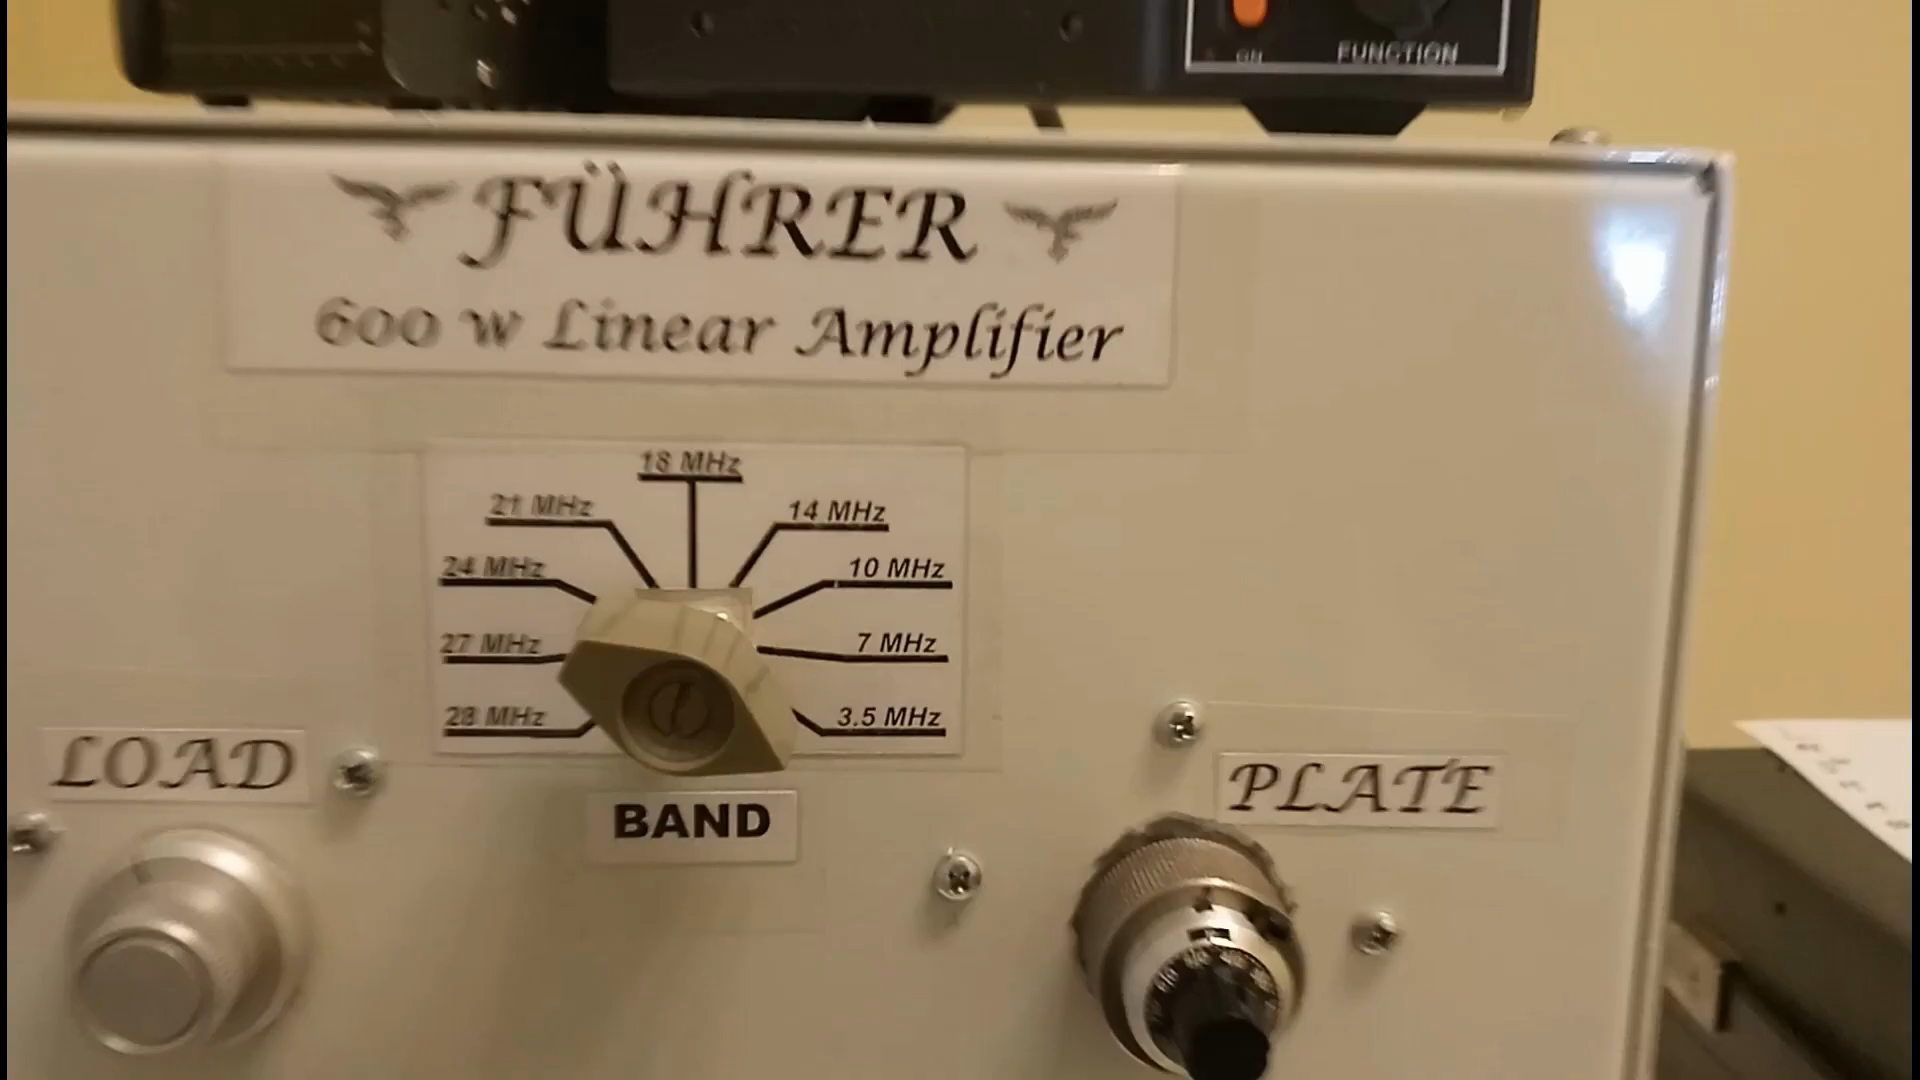 ON FUNCTION
FÜHRER
600 w Linear Amplifier
18 MHz
21 MHz
14 MHz
24 MHz
10 MHz
27 MHz
7 MHz
28 MHz
3.5 MHz
LOAD
PLATE
BAND